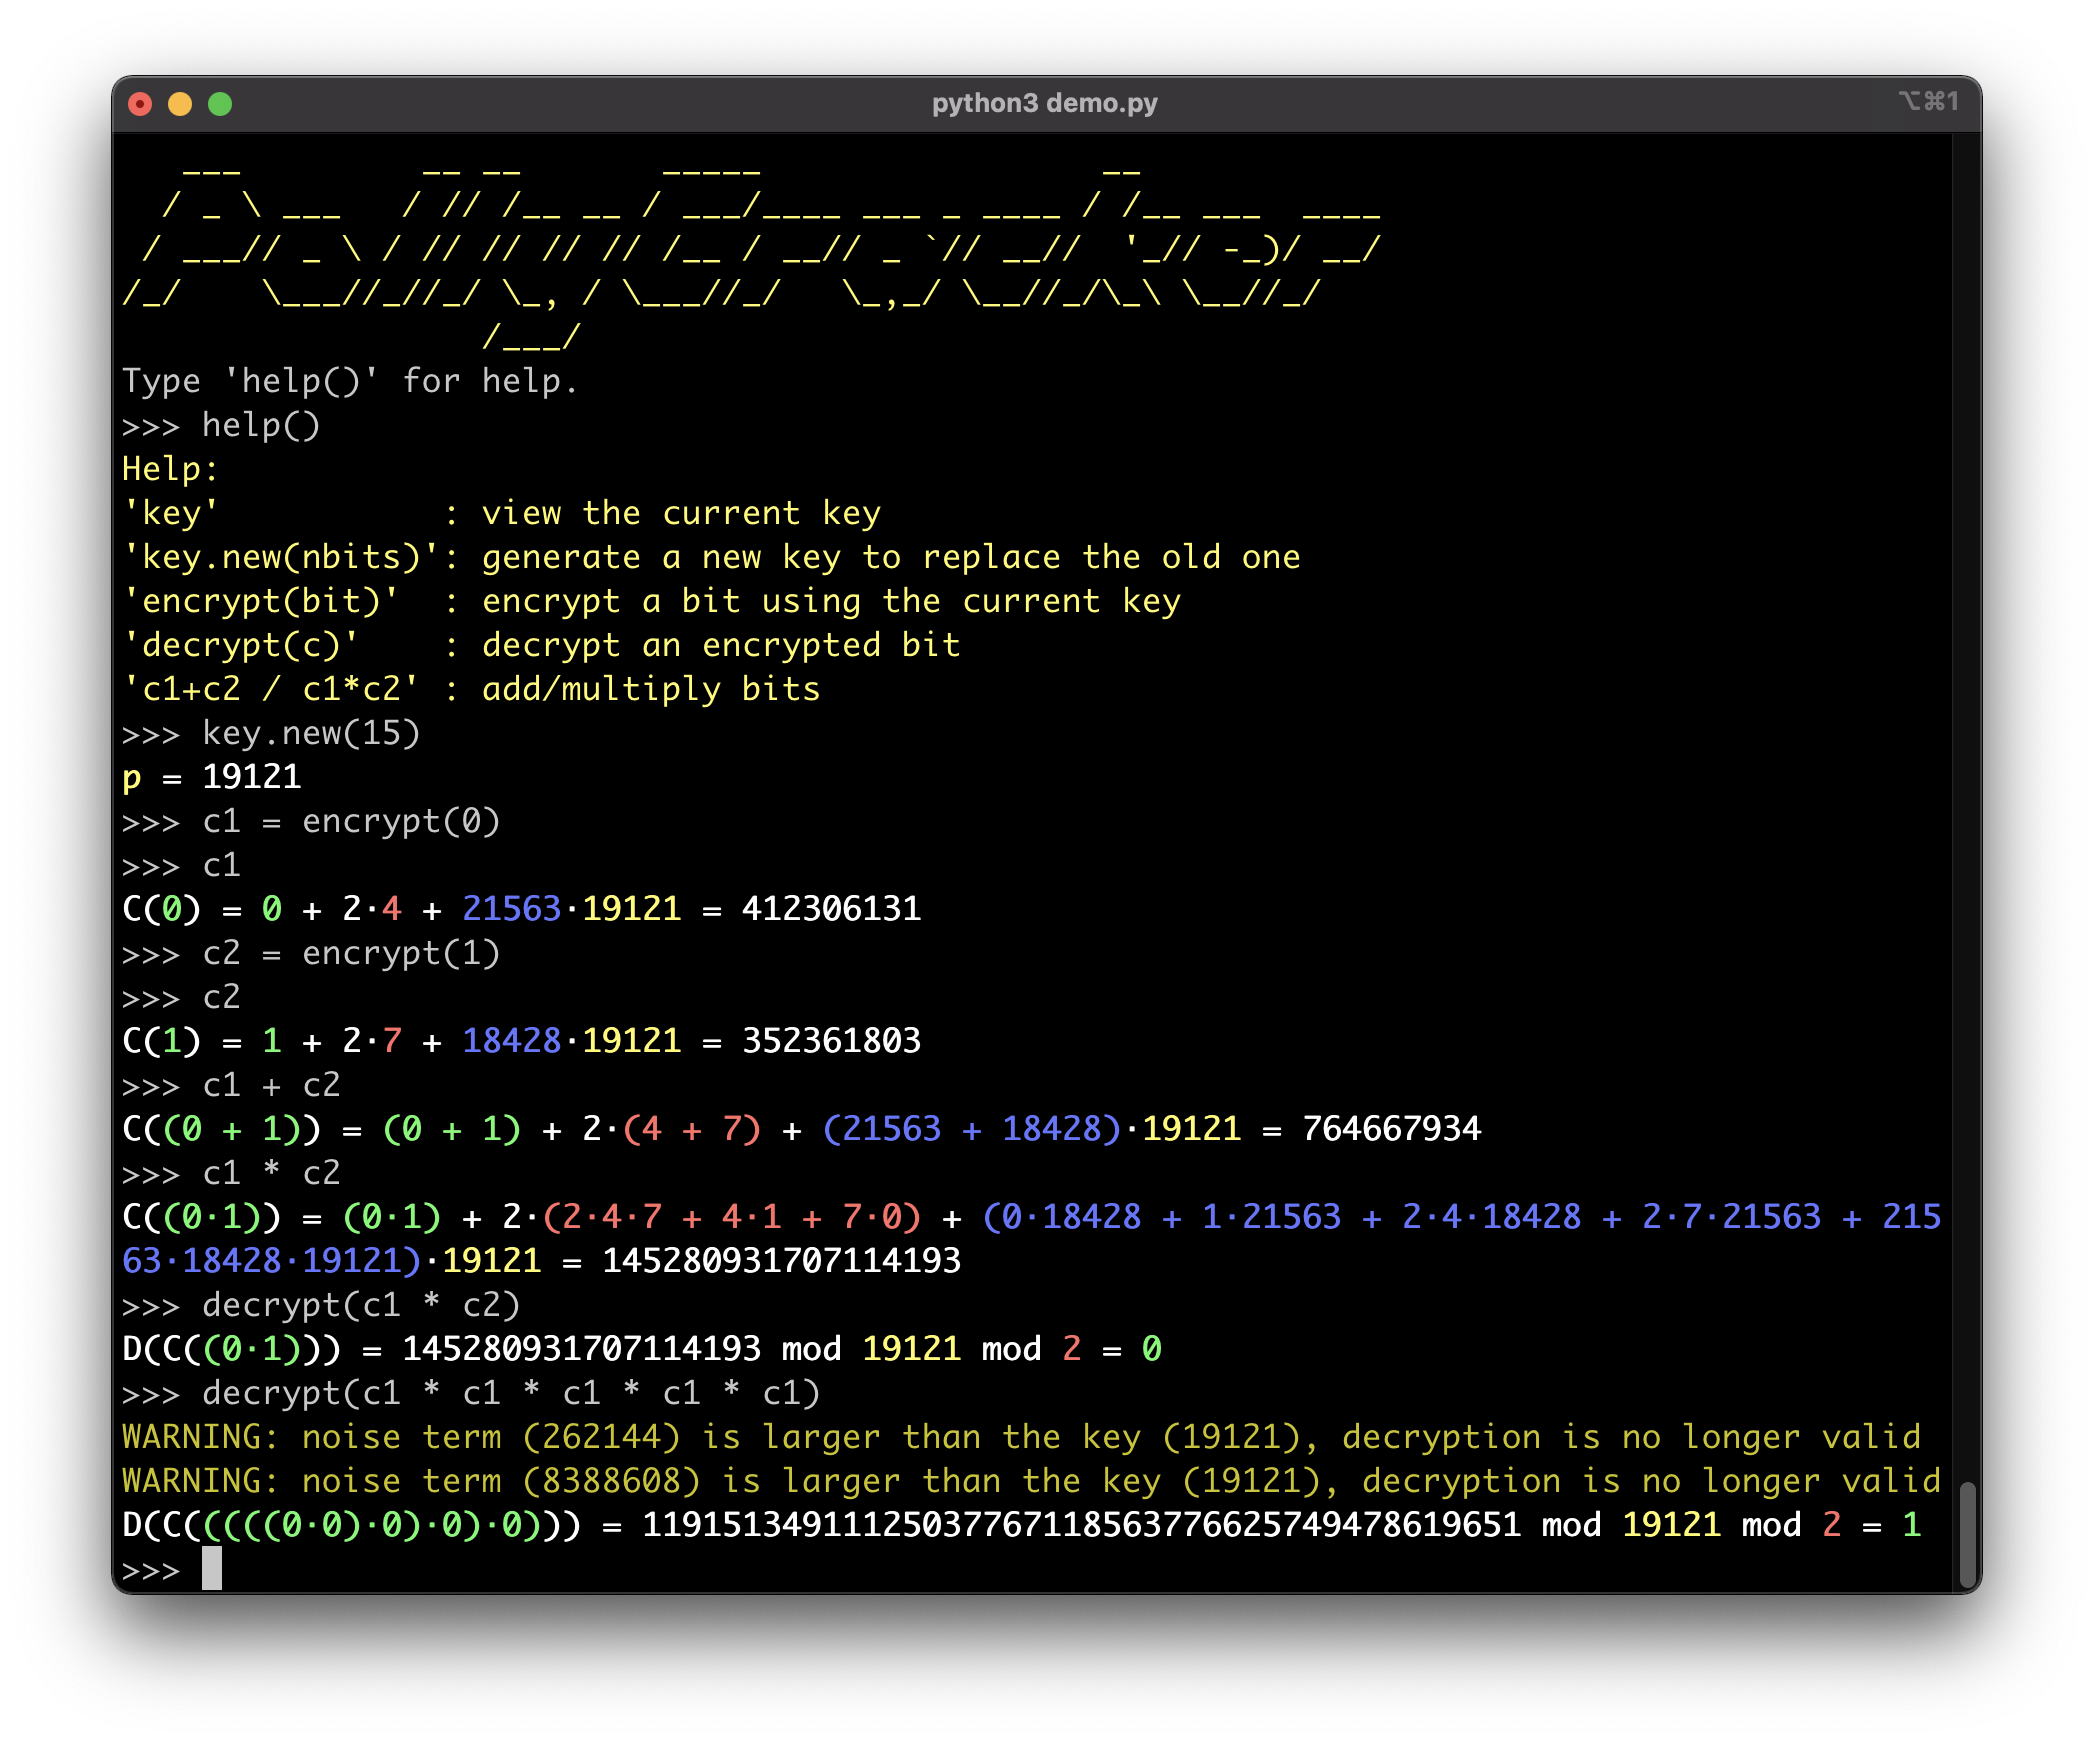 python3 demo.py
⌥⌘1
   ___         __ __       _____                 __
  / _ \ ___   / // /__ __ / ___/____ ___ _ ____ / /__ ___  ____
 / ___// _ \ / // // // // /__ / __// _ `// __//  '_// -_)/ __/
/_/    \___//_//_/ \_, / \___//_/   \_,_/ \__//_/\_\ \__//_/
                  /___/
Type 'help()' for help.
>>> help()
Help:
'key'           : view the current key
'key.new(nbits)': generate a new key to replace the old one
'encrypt(bit)'  : encrypt a bit using the current key
'decrypt(c)'    : decrypt an encrypted bit
'c1+c2 / c1*c2' : add/multiply bits
>>> key.new(15)
p = 19121
>>> c1 = encrypt(0)
>>> c1
C(0) = 0 + 2·4 + 21563·19121 = 412306131
>>> c2 = encrypt(1)
>>> c2
C(1) = 1 + 2·7 + 18428·19121 = 352361803
>>> c1 + c2
C((0 + 1)) = (0 + 1) + 2·(4 + 7) + (21563 + 18428)·19121 = 764667934
>>> c1 * c2
C((0·1)) = (0·1) + 2·(2·4·7 + 4·1 + 7·0) + (0·18428 + 1·21563 + 2·4·18428 + 2·7·21563 + 215
63·18428·19121)·19121 = 145280931707114193
>>> decrypt(c1 * c2)
D(C((0·1))) = 145280931707114193 mod 19121 mod 2 = 0
>>> decrypt(c1 * c1 * c1 * c1 * c1)
WARNING: noise term (262144) is larger than the key (19121), decryption is no longer valid
WARNING: noise term (8388608) is larger than the key (19121), decryption is no longer valid
D(C(((((0·0)·0)·0)·0))) = 11915134911125037767118563776625749478619651 mod 19121 mod 2 = 1
>>>